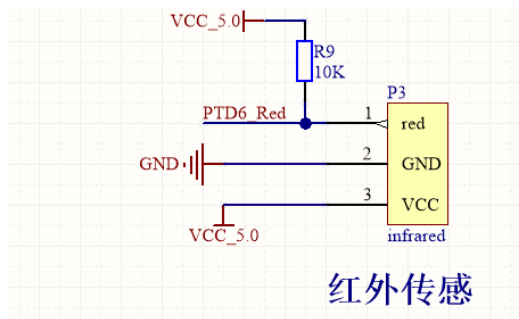 VCC_5.0
R9
10K
P3
PTD6_Red
1
red
GND
2
GND
3
VCC
VCC_5.0
infrared
红外传感